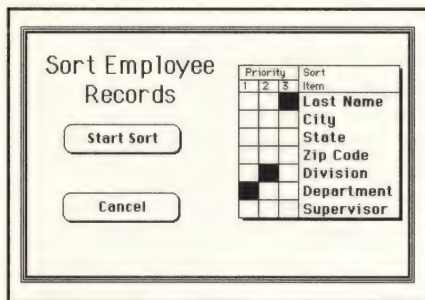 Sort Employee
Records
Start Sort
Cancel
Priority Sort
1 2 3 Item
Last Name
City
State
Zip Code
Division
Department
Supervisor